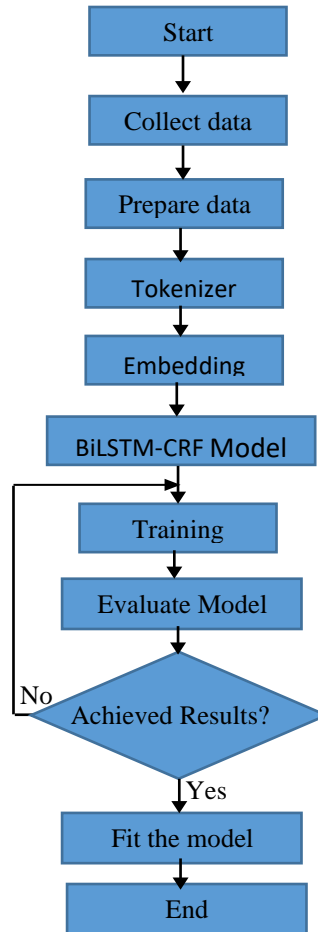 Start
Collect data
Prepare data
Tokenizer
Embedding
BiLSTM-CRF Model
Training
Evaluate Model
No
Achieved Results?
Yes
Fit the model
End